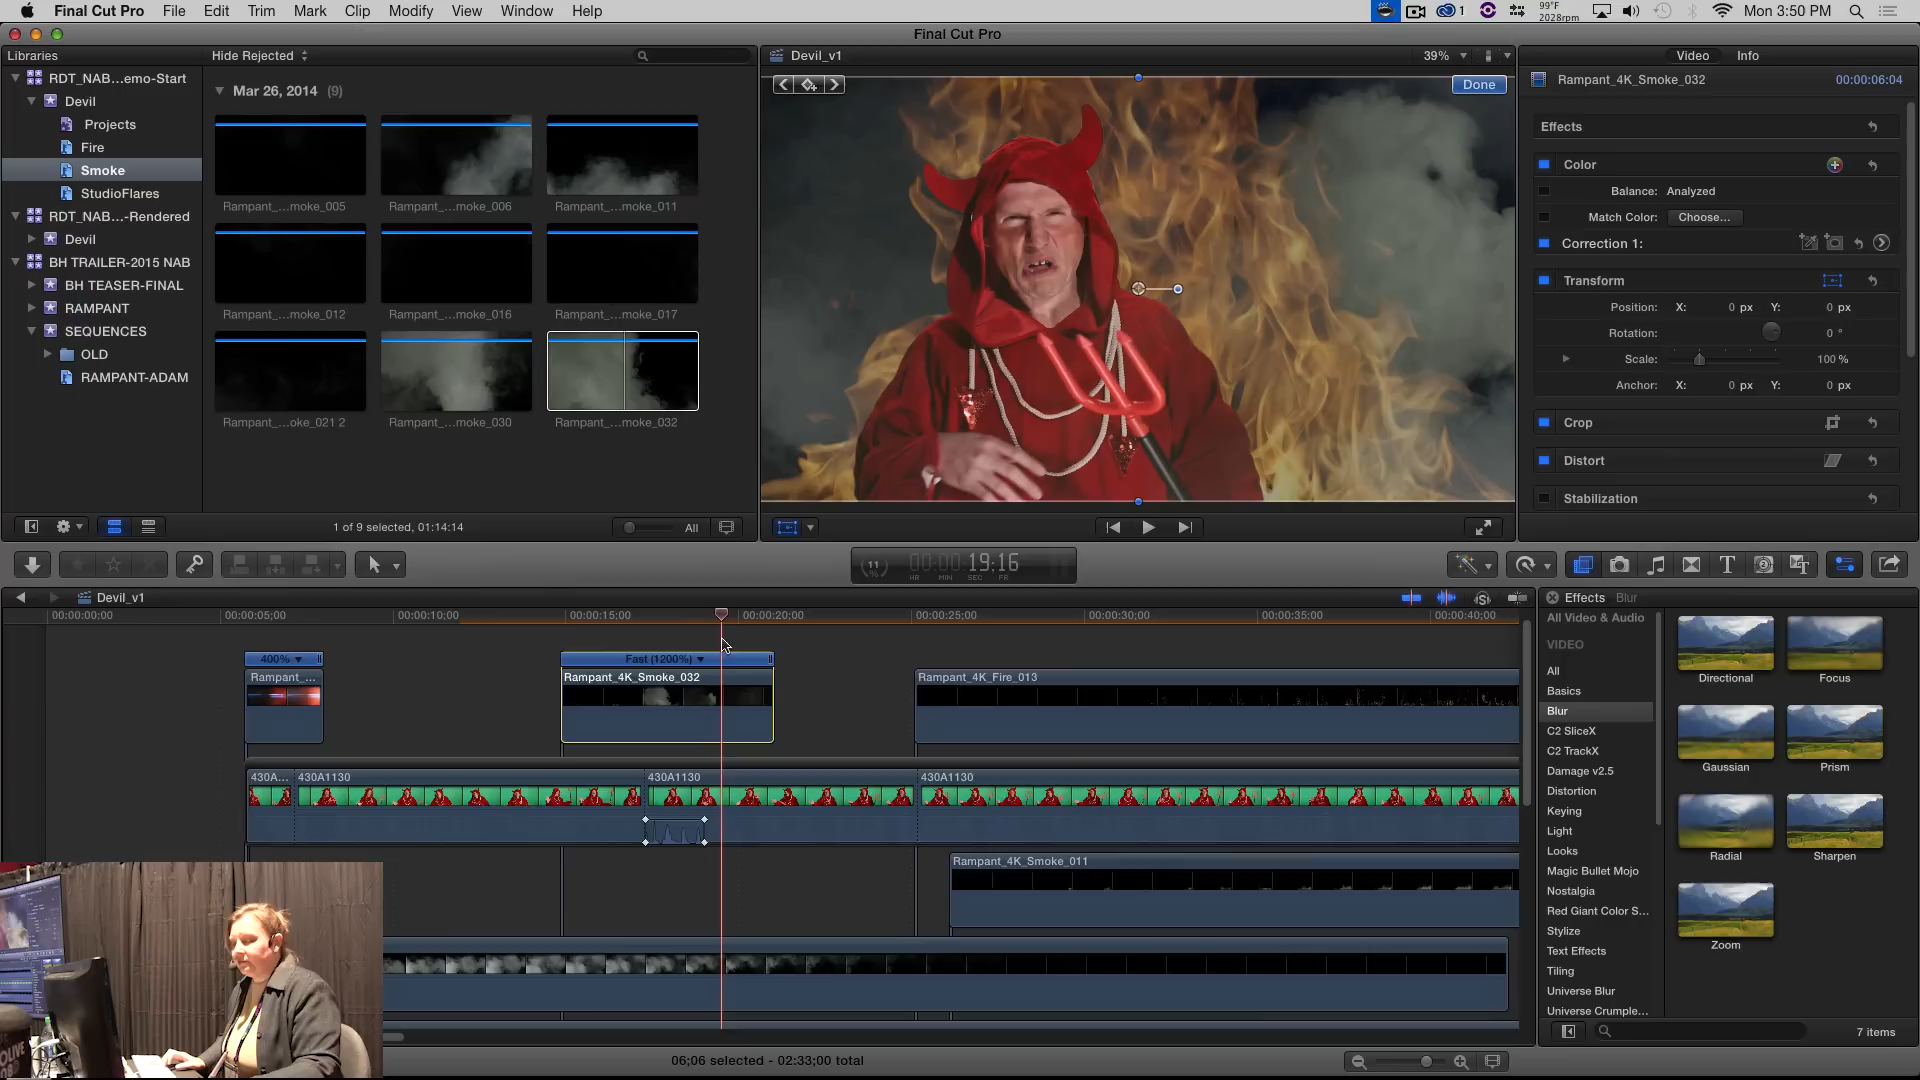 Final Cut Pro File Edit Trim Mark Clip Modify View Window Help
1 99°F 2028rpm Mon 3:50 PM
Final Cut Pro
Libraries
Hide Rejected
RDT_NAB...emo-Start
Devil
Projects
Fire
Smoke
StudioFlares
RDT_NAB...-Rendered
Devil
BH TRAILER-2015 NAB
BH TEASER-FINAL
RAMPANT
SEQUENCES
OLD
RAMPANT-ADAM
Mar 26, 2014 (9)
Rampant_...moke_005
Rampant_...moke_006
Rampant_...moke_011
Rampant_...moke_012
Rampant_...moke_016
Rampant_...moke_017
Rampant_...oke_021 2
Rampant_...moke_030
Rampant_...moke_032
1 of 9 selected, 01:14:14
All
Devil_v1
39%
Done
Video
Info
Rampant_4K_Smoke_032
00:00:06:04
Effects
Color
Balance: Analyzed
Match Color: Choose...
Correction 1:
Transform
Position: X: 0 px Y: 0 px
Rotation: 0 °
Scale: 100 %
Anchor: X: 0 px Y: 0 px
Crop
Distort
Stabilization
11 %
00:00:19:16
HR MIN SEC FR
Devil_v1
00:00:00;00
00:00:05;00
00:00:10;00
00:00:15;00
00:00:20;00
00:00:25;00
00:00:30;00
00:00:35;00
00:00:40;00
400%
Rampant_...
Fast (1200%)
Rampant_4K_Smoke_032
Rampant_4K_Fire_013
430A...
430A1130
430A1130
430A1130
Rampant_4K_Smoke_011
06;06 selected - 02:33;00 total
Effects Blur
All Video & Audio
VIDEO
All
Basics
Blur
C2 SliceX
C2 TrackX
Damage v2.5
Distortion
Keying
Light
Looks
Magic Bullet Mojo
Nostalgia
Red Giant Color S...
Stylize
Text Effects
Tiling
Universe Blur
Universe Crumple...
Directional
Focus
Gaussian
Prism
Radial
Sharpen
Zoom
7 items